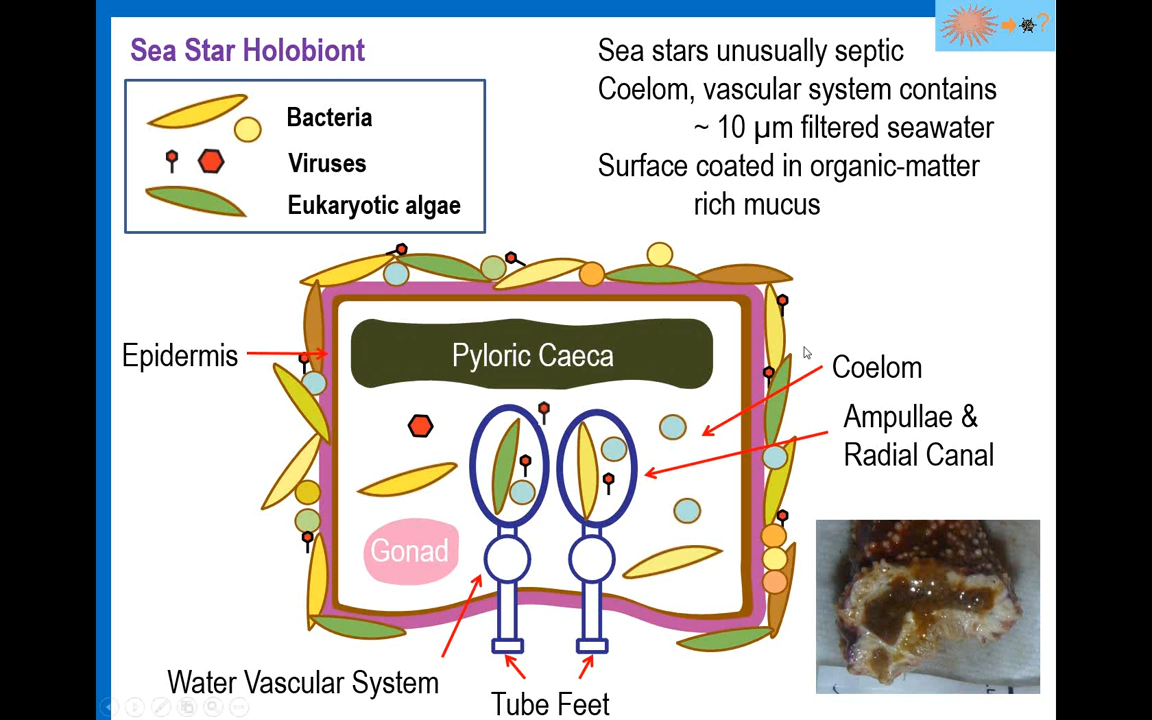 Sea Star Holobiont
Bacteria
Viruses
Eukaryotic algae
Sea stars unusually septic
Coelom, vascular system contains
~ 10 µm filtered seawater
Surface coated in organic-matter
rich mucus
?
Epidermis
Pyloric Caeca
Coelom
Ampullae &
Radial Canal
Gonad
Water Vascular System
Tube Feet